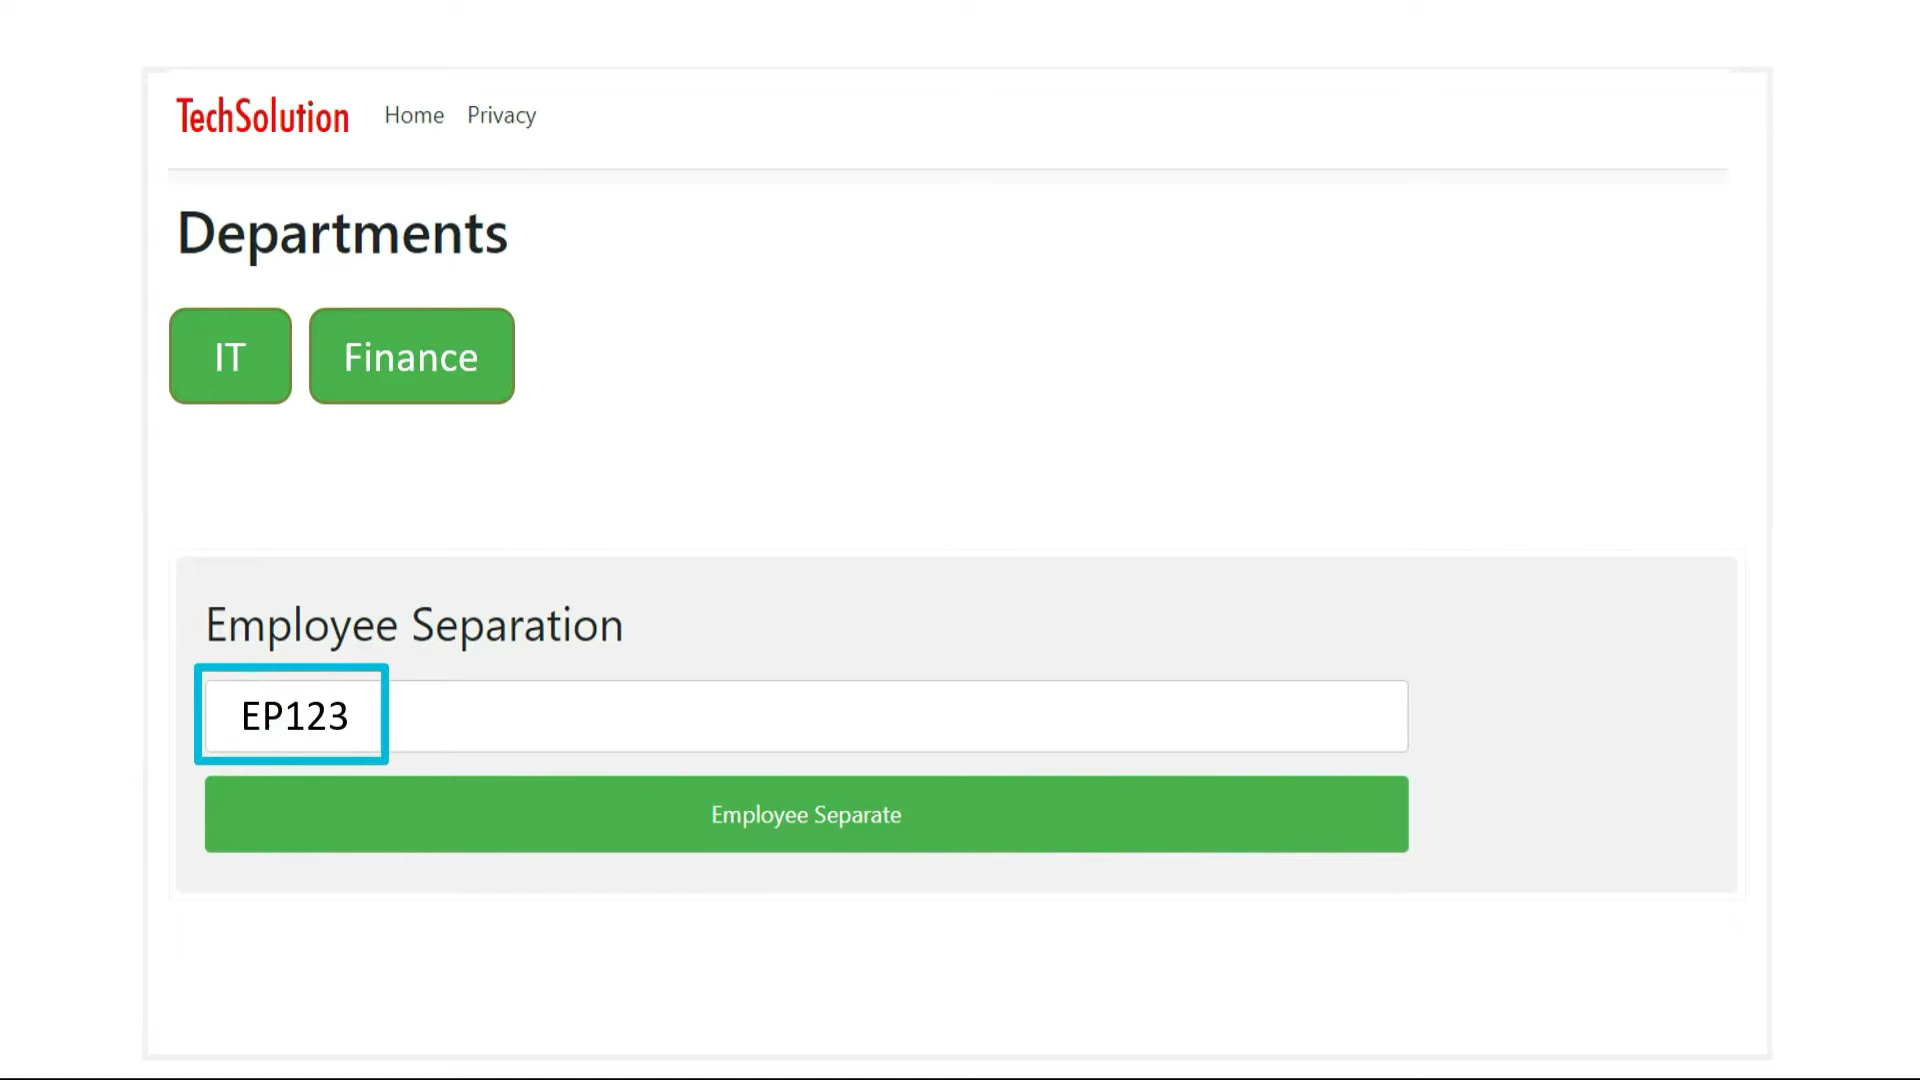 TechSolution Home Privacy
Departments
IT Finance
Employee Separation
EP123
Employee Separate